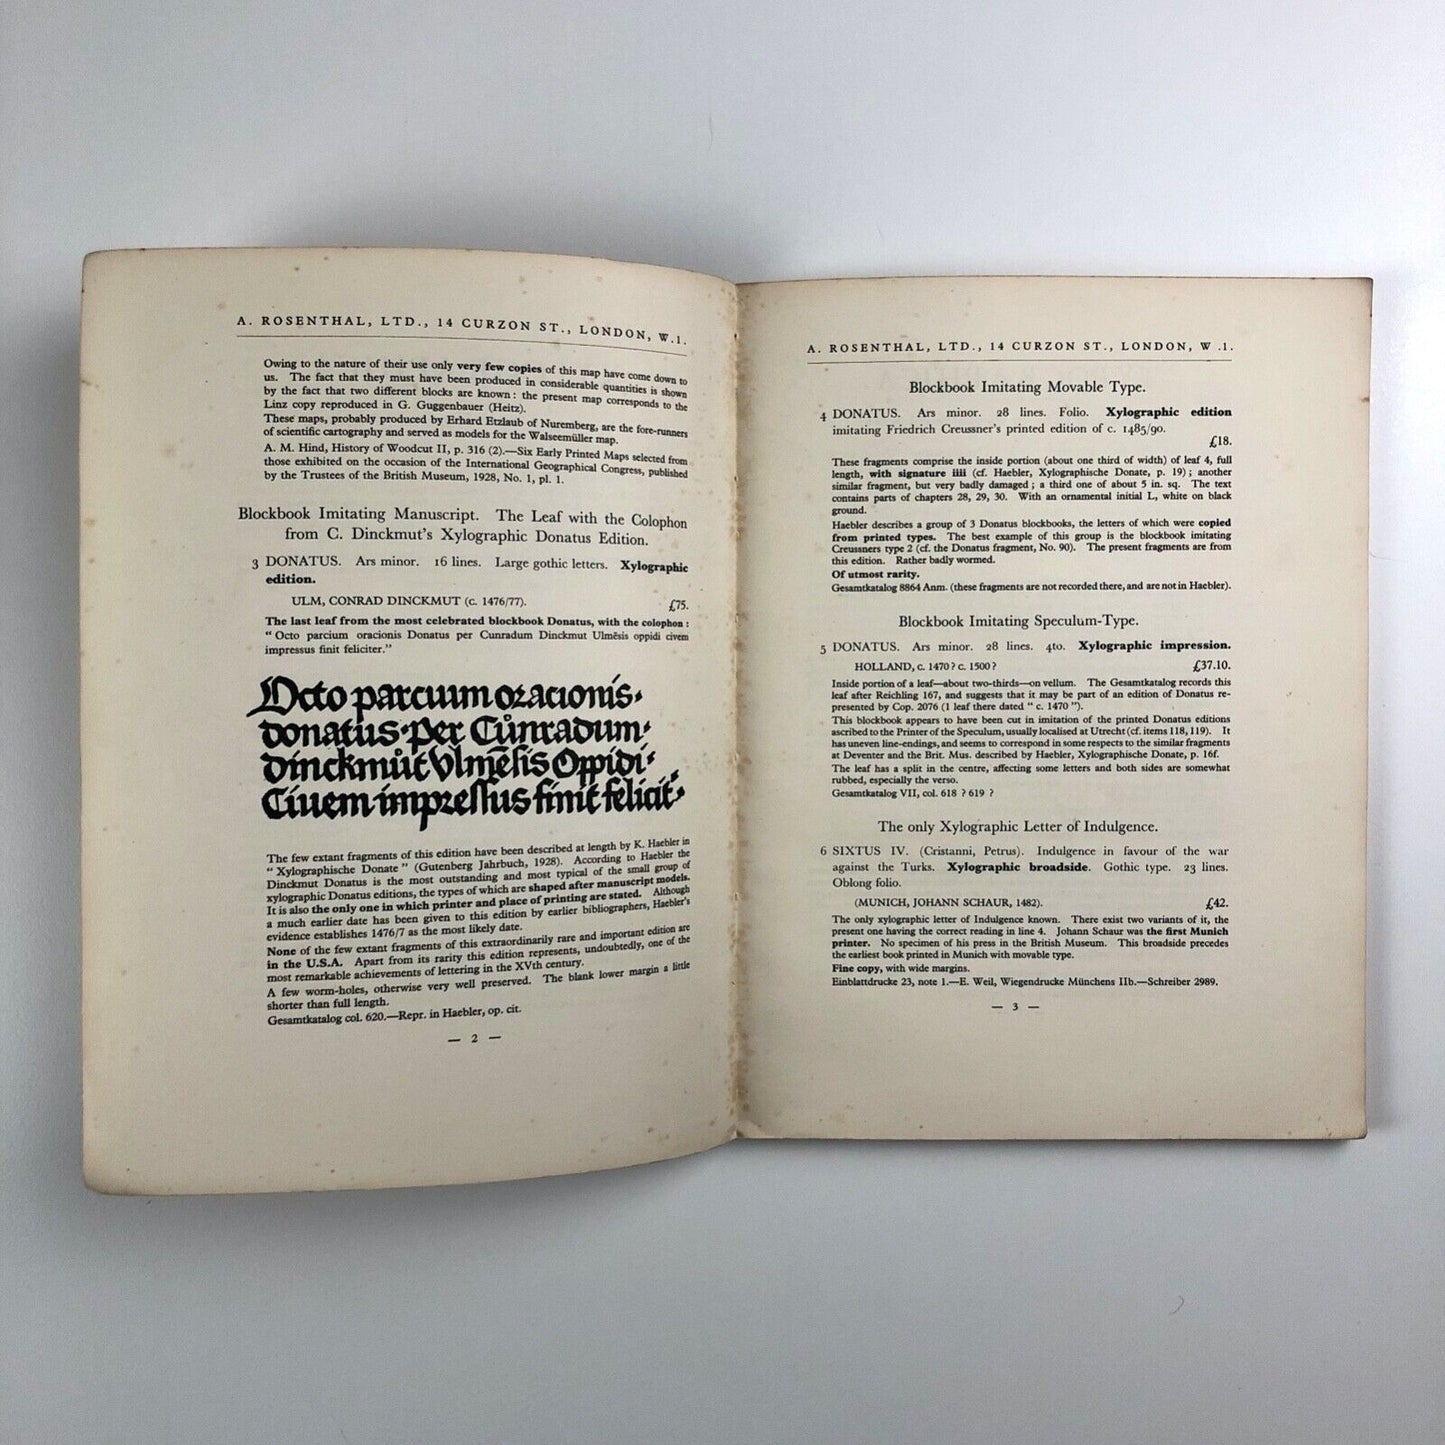 A. ROSENTHAL, LTD., 14 CURZON ST., LONDON, W.1.
Owing to the nature of their use only very few copies of this map have come down to
us. The fact that they must have been produced in considerable quantities is shown
by the fact that two different blocks are known : the present map corresponds to the
Linz copy reproduced in G. Guggenbauer (Heitz).
These maps, probably produced by Erhard Etzlaub of Nuremberg, are the fore-runners
of scientific cartography and served as models for the Walseemüller map.
A. M. Hind, History of Woodcut II, p. 316 (2).—Six Early Printed Maps selected from
those exhibited on the occasion of the International Geographical Congress, published
by the Trustees of the British Museum, 1928, No. 1, pl. 1.
Blockbook Imitating Manuscript. The Leaf with the Colophon
from C. Dinckmut's Xylographic Donatus Edition.
3 DONATUS. Ars minor. 16 lines. Large gothic letters. Xylographic
edition.
ULM, CONRAD DINCKMUT (c. 1476/77). £75.
The last leaf from the most celebrated blockbook Donatus, with the colophon :
" Octo parcium oracionis Donatus per Cunradum Dinckmut Ulmēsis oppidi civem
impressus finit feliciter."
Octo parcium oracionis·
donatus·Per Cůnradum·
dinckmůt Vlmēsis Oppidi·
Ciuem impressus finit felicit·
The few extant fragments of this edition have been described at length by K. Haebler in
" Xylographische Donate " (Gutenberg Jahrbuch, 1928). According to Haebler the
Dinckmut Donatus is the most outstanding and most typical of the small group of
xylographic Donatus editions, the types of which are shaped after manuscript models.
It is also the only one in which printer and place of printing are stated. Although
a much earlier date has been given to this edition by earlier bibliographers, Haebler's
evidence establishes 1476/7 as the most likely date.
None of the few extant fragments of this extraordinarily rare and important edition are
in the U.S.A. Apart from its rarity this edition represents, undoubtedly, one of the
most remarkable achievements of lettering in the XVth century.
A few worm-holes, otherwise very well preserved. The blank lower margin a little
shorter than full length.
Gesamtkatalog col. 620.—Repr. in Haebler, op. cit.
— 2 —
A. ROSENTHAL, LTD., 14 CURZON ST., LONDON, W .1.
Blockbook Imitating Movable Type.
4 DONATUS. Ars minor. 28 lines. Folio. Xylographic edition
imitating Friedrich Creussner's printed edition of c. 1485/90.
£18.
These fragments comprise the inside portion (about one third of width) of leaf 4, full
length, with signature iiii (cf. Haebler, Xylographische Donate, p. 19) ; another
similar fragment, but very badly damaged ; a third one of about 5 in. sq. The text
contains parts of chapters 28, 29, 30. With an ornamental initial L, white on black
ground.
Haebler describes a group of 3 Donatus blockbooks, the letters of which were copied
from printed types. The best example of this group is the blockbook imitating
Creussners type 2 (cf. the Donatus fragment, No. 90). The present fragments are from
this edition. Rather badly wormed.
Of utmost rarity.
Gesamtkatalog 8864 Anm. (these fragments are not recorded there, and are not in Haebler).
Blockbook Imitating Speculum-Type.
5 DONATUS. Ars minor. 28 lines. 4to. Xylographic impression.
HOLLAND, c. 1470 ? c. 1500 ? £37.10.
Inside portion of a leaf—about two-thirds—on vellum. The Gesamtkatalog records this
leaf after Reichling 167, and suggests that it may be part of an edition of Donatus re-
presented by Cop. 2076 (1 leaf there dated " c. 1470 ").
This blockbook appears to have been cut in imitation of the printed Donatus editions
ascribed to the Printer of the Speculum, usually localised at Utrecht (cf. items 118, 119). It
has uneven line-endings, and seems to correspond in some respects to the similar fragments
at Deventer and the Brit. Mus. described by Haebler, Xylographische Donate, p. 16f.
The leaf has a split in the centre, affecting some letters and both sides are somewhat
rubbed, especially the verso.
Gesamtkatalog VII, col. 618 ? 619 ?
The only Xylographic Letter of Indulgence.
6 SIXTUS IV. (Cristanni, Petrus). Indulgence in favour of the war
against the Turks. Xylographic broadside. Gothic type. 23 lines.
Oblong folio.
(MUNICH, JOHANN SCHAUR, 1482). £42.
The only xylographic letter of Indulgence known. There exist two variants of it, the
present one having the correct reading in line 4. Johann Schaur was the first Munich
printer. No specimen of his press in the British Museum. This broadside precedes
the earliest book printed in Munich with movable type.
Fine copy, with wide margins.
Einblattdrucke 23, note 1.—E. Weil, Wiegendrucke Münchens IIb.—Schreiber 2989.
— 3 —